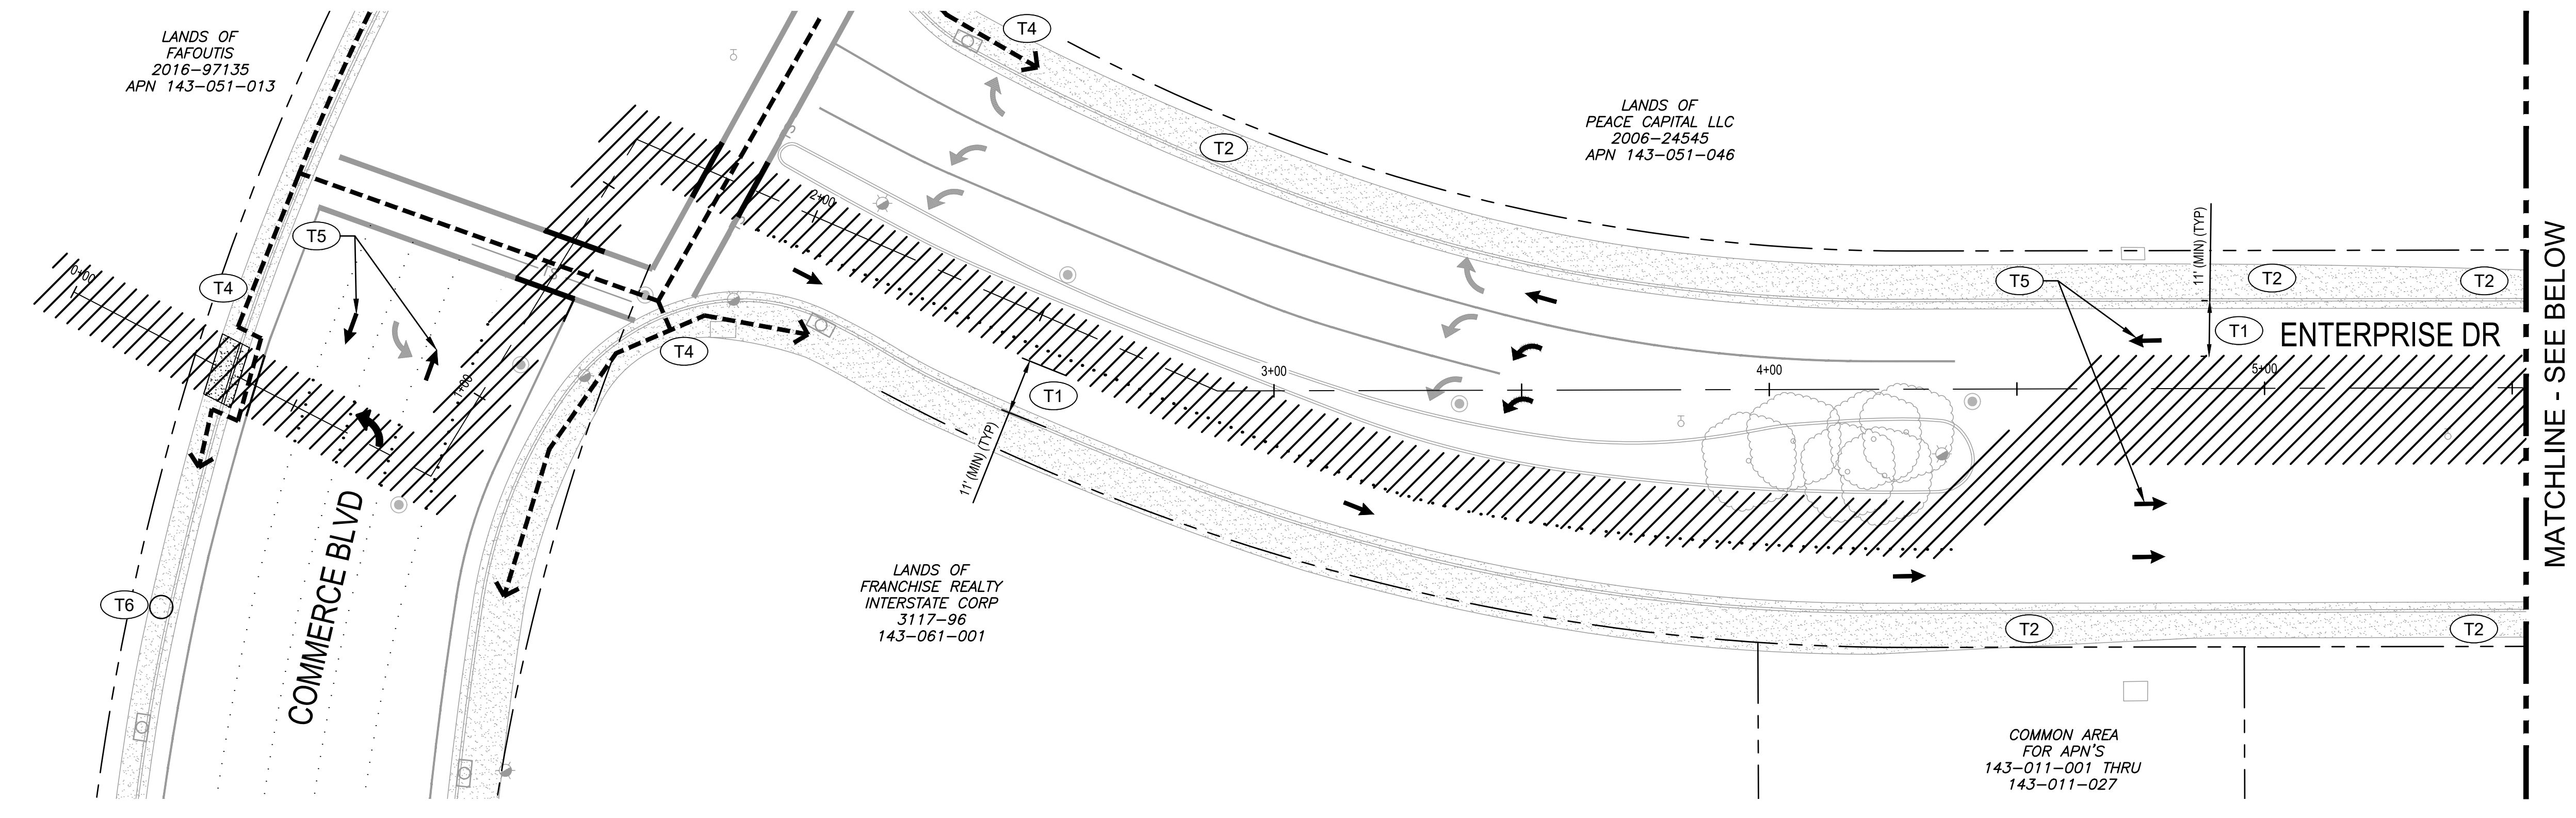 LANDS OF
FAFOUTIS
2016-97135
APN 143-051-013
T4
T2
LANDS OF
PEACE CAPITAL LLC
2006-24545
APN 143-051-046
T5
0+00
T4
1+00
2+00
T4
T1
11' (MIN) (TYP)
3+00
4+00
5+00
T5
11' (MIN) (TYP)
T2
T2
T1
ENTERPRISE DR
MATCHLINE - SEE BELOW
COMMERCE BLVD
T6
LANDS OF
FRANCHISE REALTY
INTERSTATE CORP
3117-96
143-061-001
T2
T2
COMMON AREA
FOR APN'S
143-011-001 THRU
143-011-027